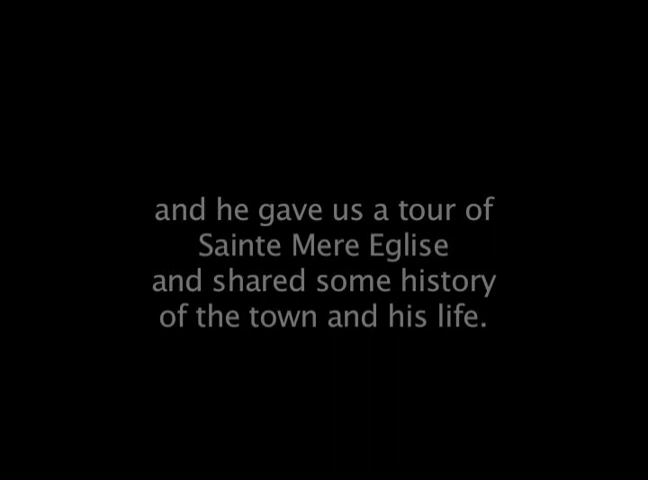 and he gave us a tour of
Sainte Mere Eglise
and shared some history
of the town and his life.